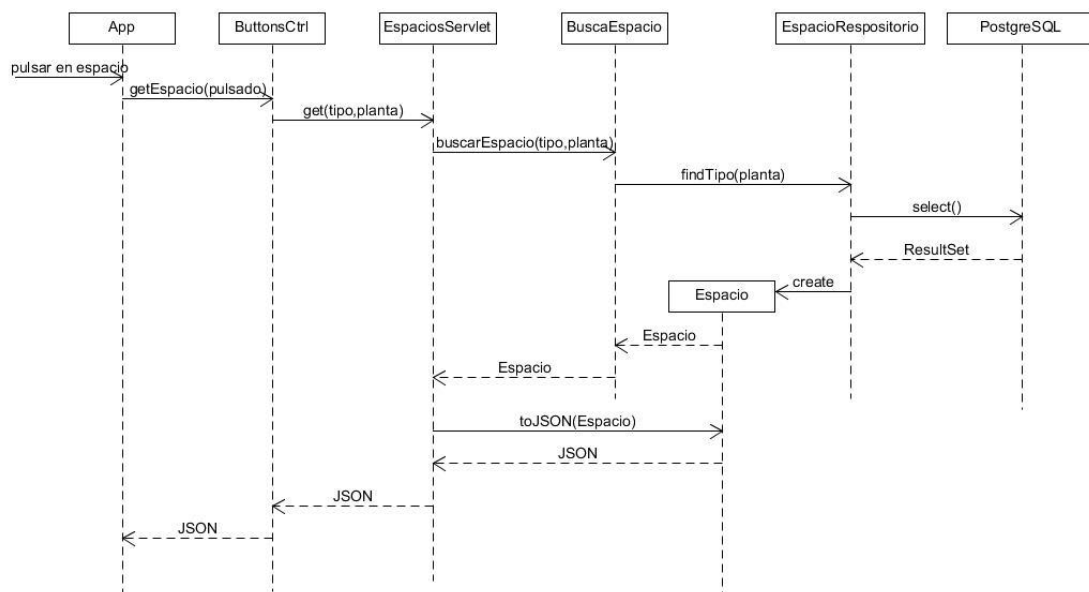 App
ButtonsCtrl
EspaciosServlet
BuscaEspacio
EspacioRespositorio
PostgreSQL
pulsar en espacio
getEspacio(pulsado)
get(tipo,planta)
buscarEspacio(tipo,planta)
findTipo(planta)
select()
ResultSet
create
Espacio
Espacio
Espacio
toJSON(Espacio)
JSON
JSON
JSON